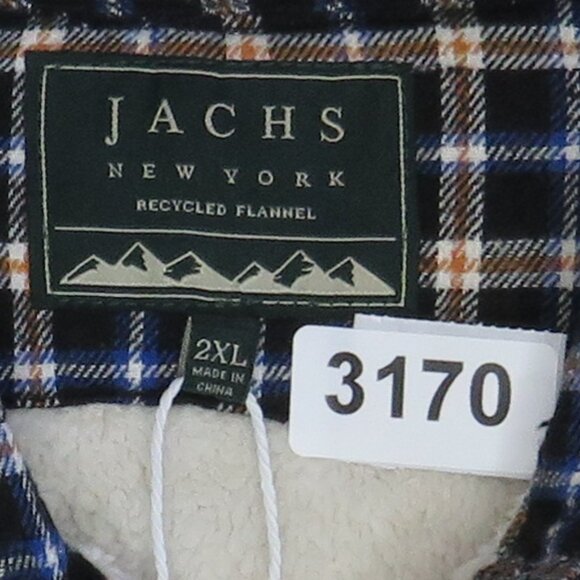 JACHS
NEW YORK
RECYCLED FLANNEL
2XL
MADE IN
CHINA
3170